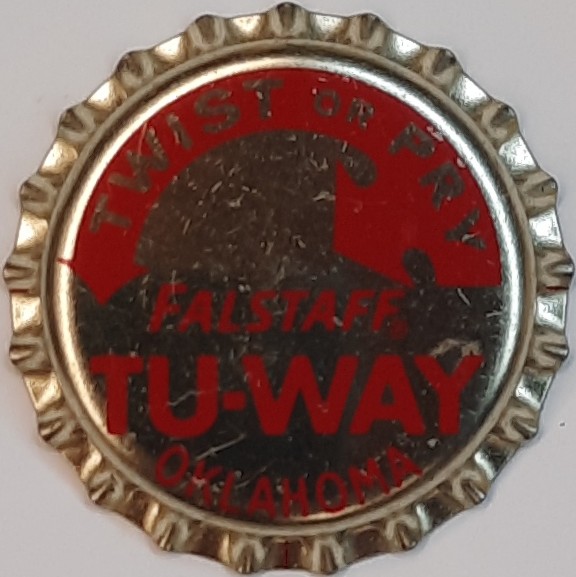 TWIST OR PRY
FALSTAFF®
TU-WAY
OKLAHOMA